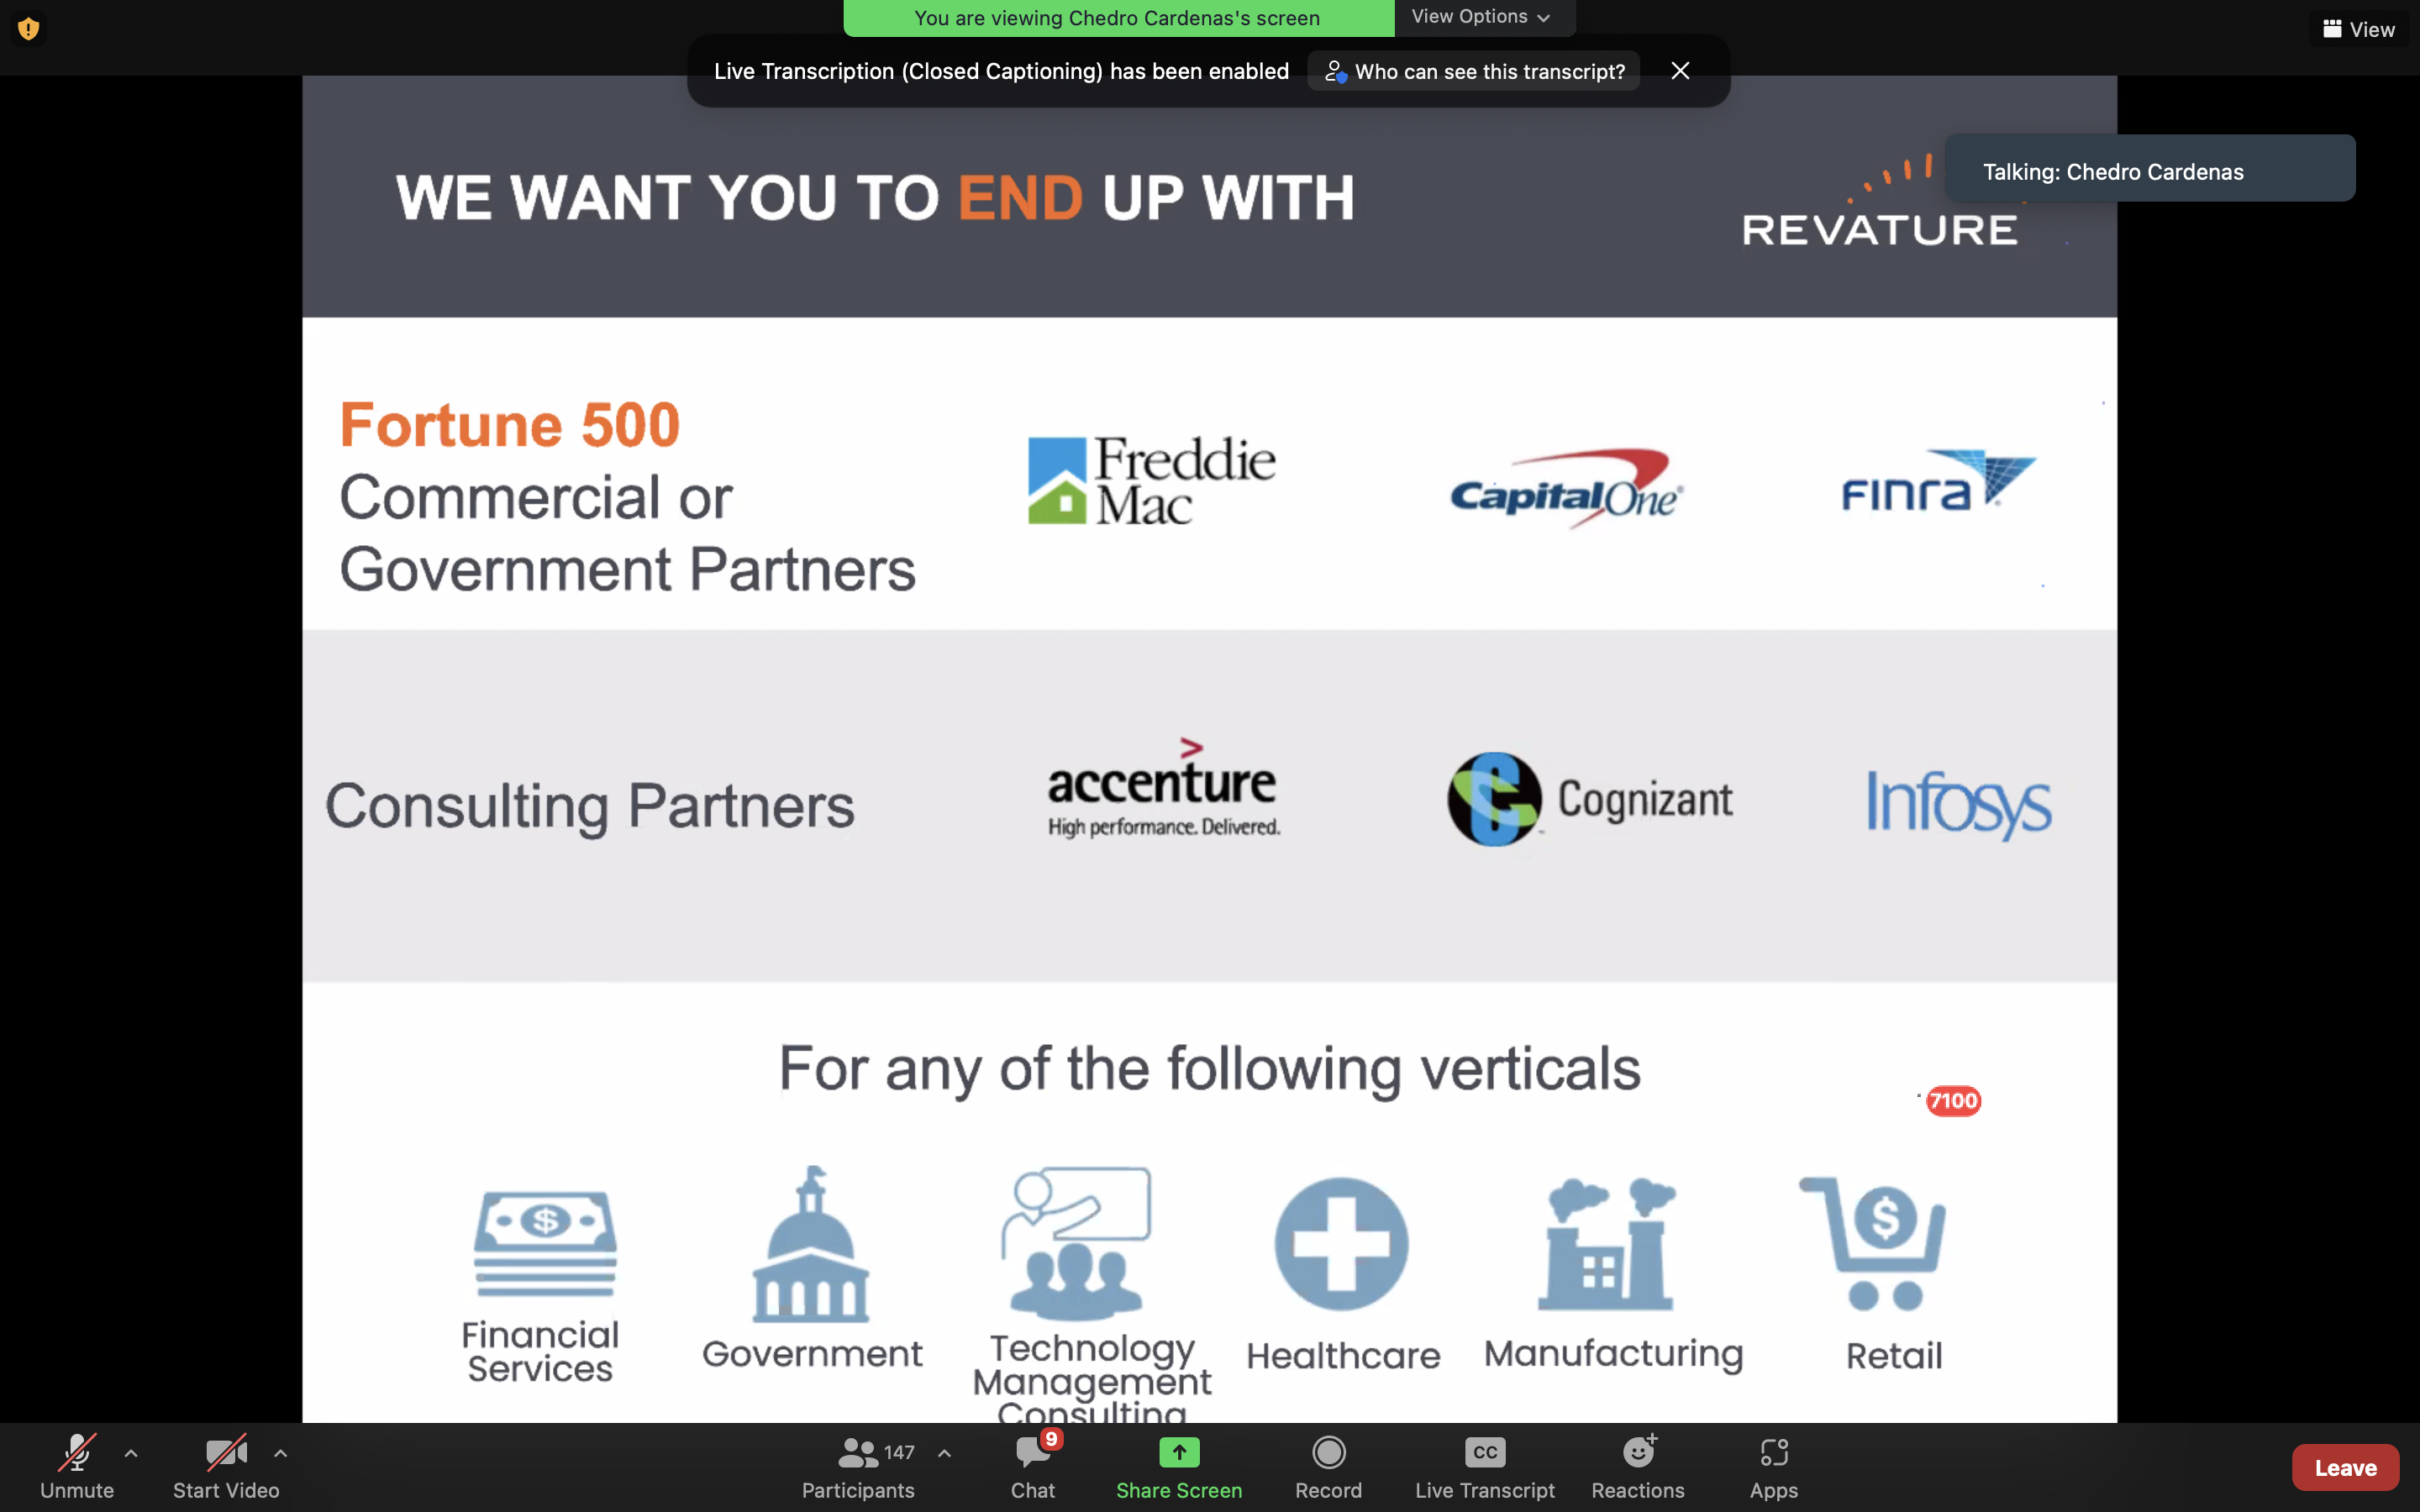 You are viewing Chedro Cardenas's screen
View Options
View
Live Transcription (Closed Captioning) has been enabled
Who can see this transcript?
Talking: Chedro Cardenas
WE WANT YOU TO END UP WITH
REVATURE
Fortune 500
Commercial or
Government Partners
Freddie
Mac
CapitalOne®
FINRA
Consulting Partners
accenture
High performance. Delivered.
Cognizant
Infosys
For any of the following verticals
7100
Financial
Services
Government
Technology
Management
Consulting
Healthcare
Manufacturing
Retail
Unmute
Start Video
147
Participants
9
Chat
Share Screen
Record
CC
Live Transcript
Reactions
Apps
Leave